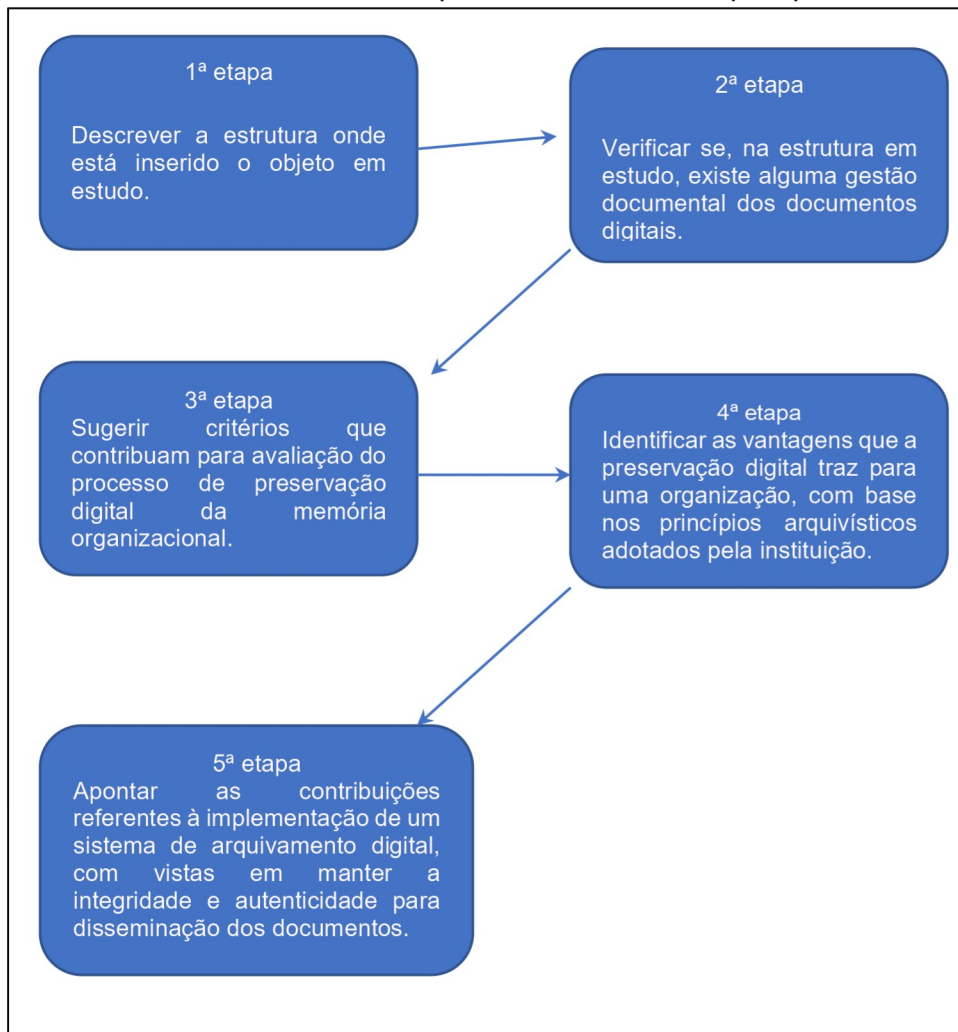 1ª etapa
Descrever a estrutura onde
está inserido o objeto em
estudo.
2ª etapa
Verificar se, na estrutura em
estudo, existe alguma gestão
documental dos documentos
digitais.
3ª etapa
Sugerir critérios que
contribuam para avaliação do
processo de preservação
digital da memória
organizacional.
4ª etapa
Identificar as vantagens que a
preservação digital traz para
uma organização, com base
nos princípios arquivísticos
adotados pela instituição.
5ª etapa
Apontar as contribuições
referentes à implementação de um
sistema de arquivamento digital,
com vistas em manter a
integridade e autenticidade para
disseminação dos documentos.